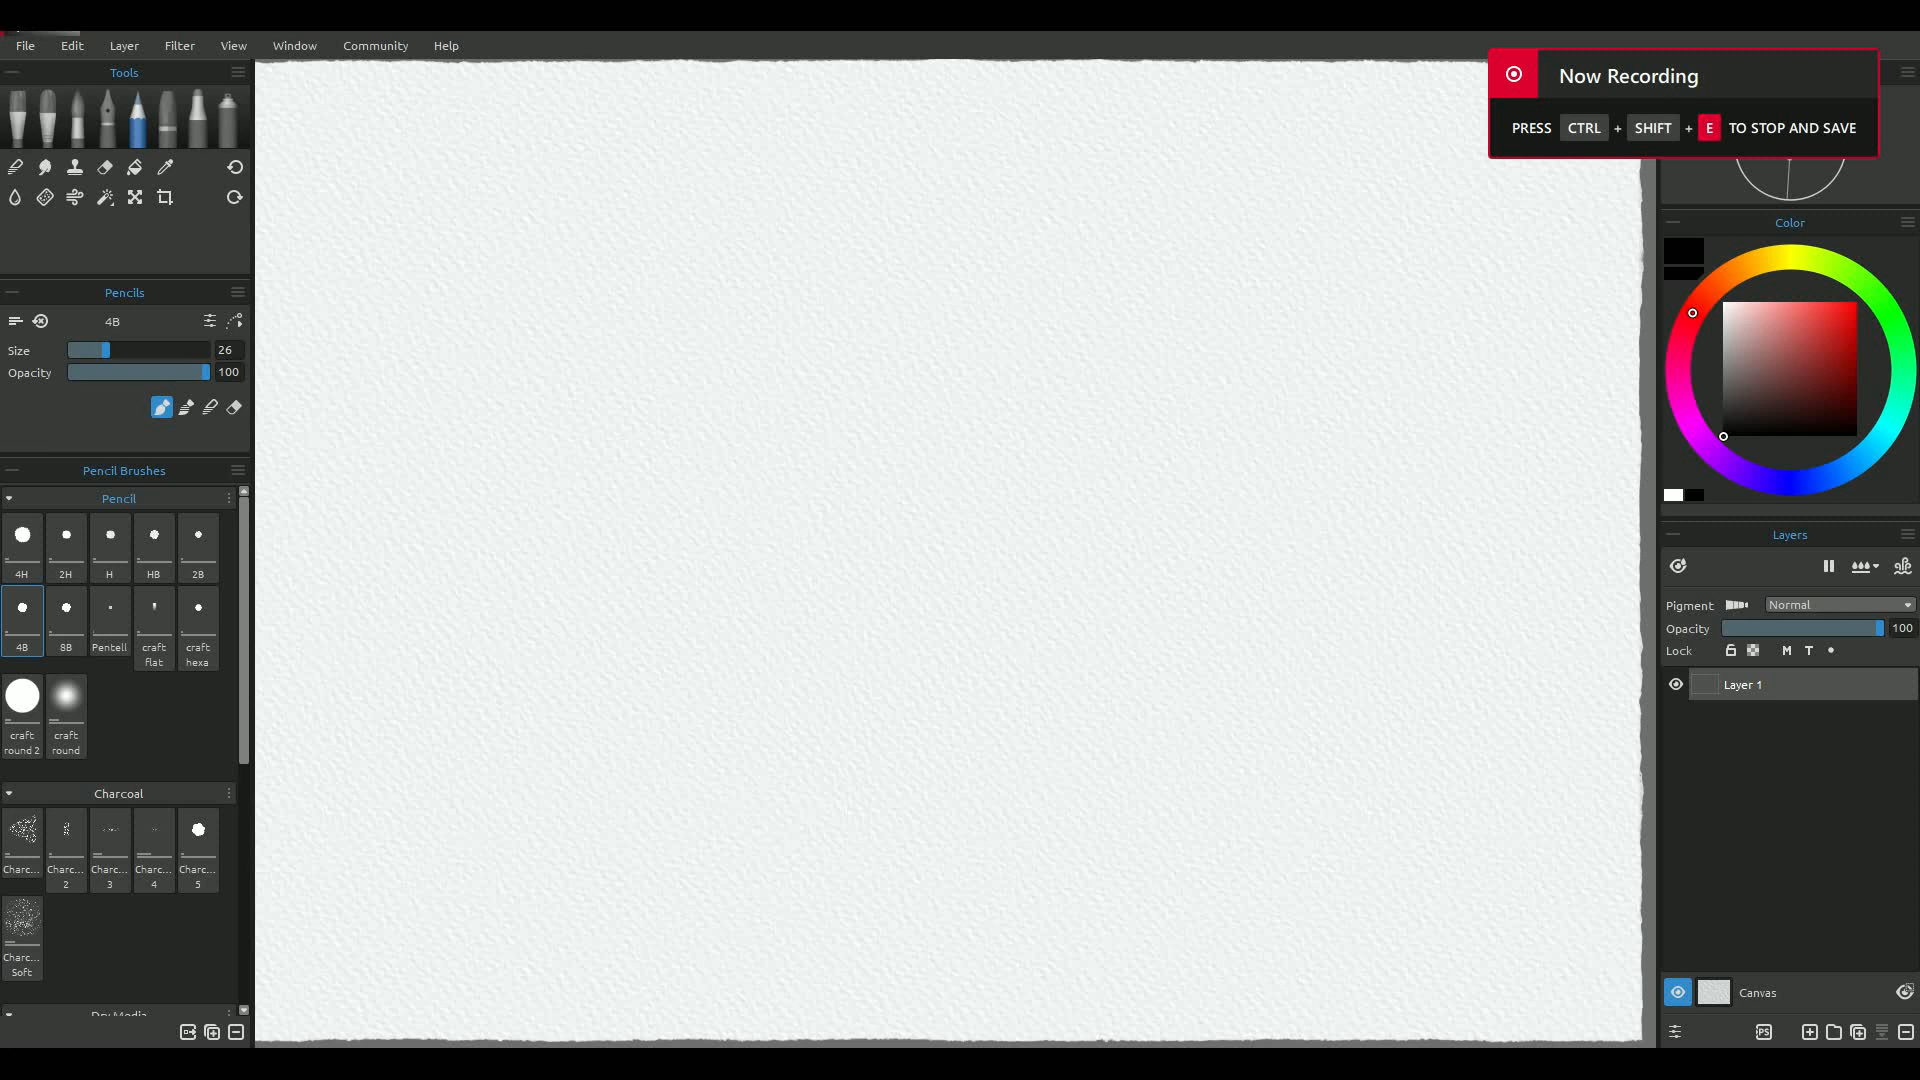 File Edit Layer Filter View Window Community Help
Now Recording
PRESS CTRL + SHIFT + E TO STOP AND SAVE
Tools
Pencils
4B
Size 26
Opacity 100
Pencil Brushes
Pencil
4H 2H H HB 2B
4B 8B Pentell craft flat craft hexa
craft round 2 craft round
Charcoal
Charc... Charc... 2 Charc... 3 Charc... 4 Charc... 5
Charc... Soft
Dry Media
Color
Layers
Pigment Normal
Opacity 100
Lock M T
Layer 1
Canvas
PS